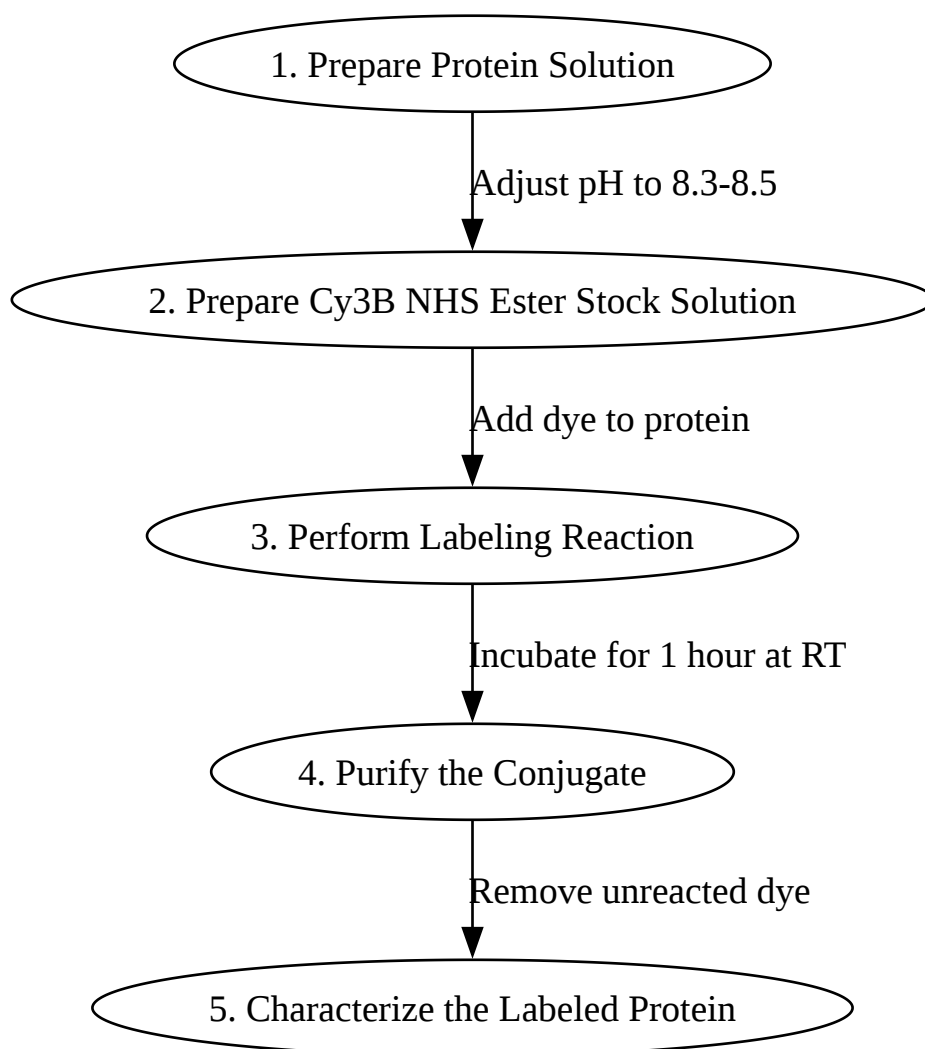 1. Prepare Protein Solution
Adjust pH to 8.3-8.5
2. Prepare Cy3B NHS Ester Stock Solution
Add dye to protein
3. Perform Labeling Reaction
Incubate for 1 hour at RT
4. Purify the Conjugate
Remove unreacted dye
5. Characterize the Labeled Protein